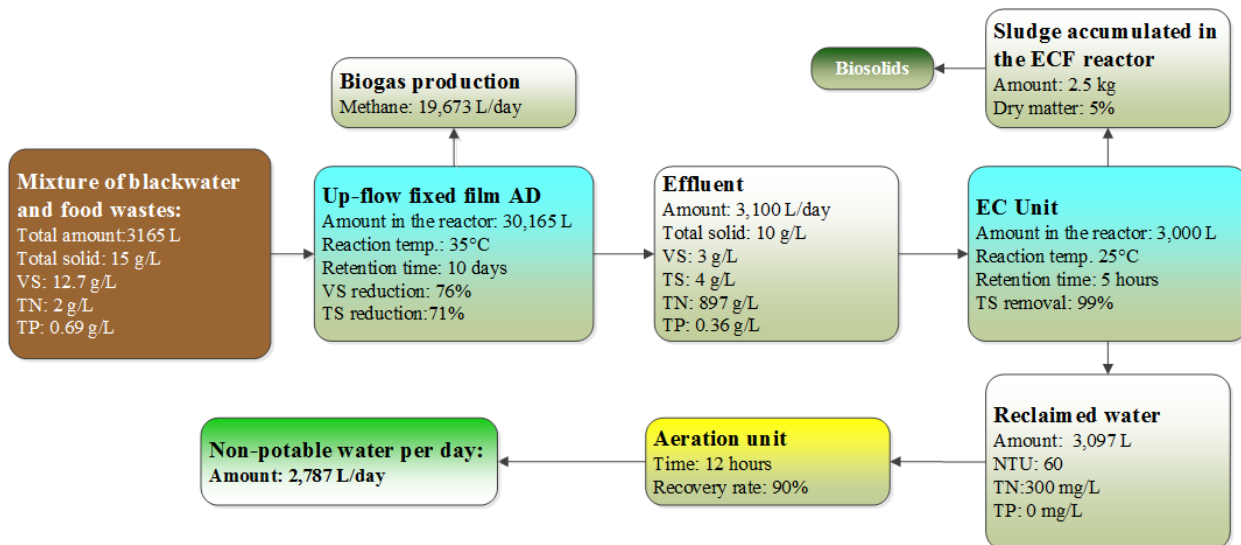 Mixture of blackwater
and food wastes:
Total amount:3165 L
Total solid: 15 g/L
VS: 12.7 g/L
TN: 2 g/L
TP: 0.69 g/L
Biogas production
Methane: 19,673 L/day
Up-flow fixed film AD
Amount in the reactor: 30,165 L
Reaction temp.: 35°C
Retention time: 10 days
VS reduction: 76%
TS reduction:71%
Effluent
Amount: 3,100 L/day
Total solid: 10 g/L
VS: 3 g/L
TS: 4 g/L
TN: 897 g/L
TP: 0.36 g/L
EC Unit
Amount in the reactor: 3,000 L
Reaction temp. 25°C
Retention time: 5 hours
TS removal: 99%
Sludge accumulated in
the ECF reactor
Amount: 2.5 kg
Dry matter: 5%
Biosolids
Reclaimed water
Amount: 3,097 L
NTU: 60
TN:300 mg/L
TP: 0 mg/L
Aeration unit
Time: 12 hours
Recovery rate: 90%
Non-potable water per day:
Amount: 2,787 L/day